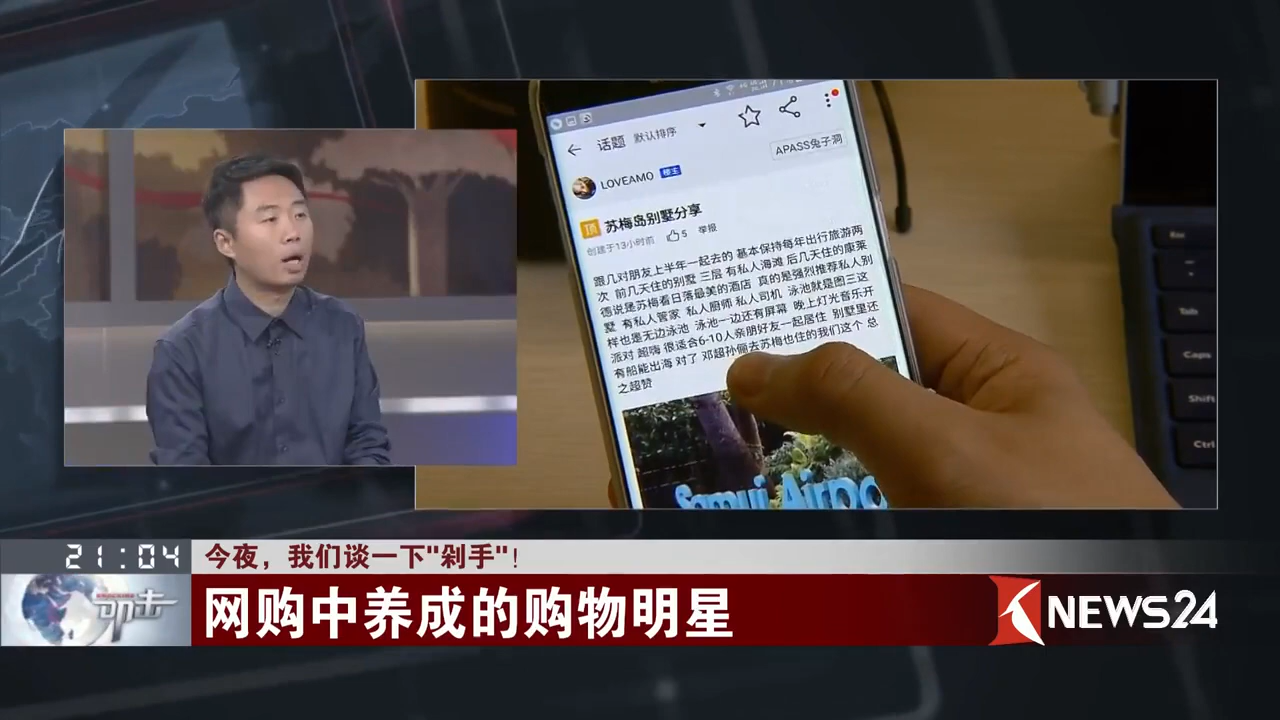 话题 默认排序
APASS兔子洞
LOVEAMO 穆王
顶 苏梅岛别墅分享
创建于13小时前 5 举报
跟几对朋友上半年一起去的 基本保持每年出行旅游两
次 前几天住的别墅 三层 有私人海滩 后几天住的康莱
德说是苏梅看日落最美的酒店 真的是强烈推荐私人别
墅 有私人管家 私人厨师 私人司机 泳池就是图三这
样也是无边泳池 泳池一边还有屏幕 晚上灯光音乐开
派对 超嗨 很适合6-10人亲朋好友一起居住 别墅里还
有船能出海 对了 邓超孙俪去苏梅也住的我们这个 总
之超赞
Samui Airpo
Esc
Tab
Caps
Shift
Ctrl
21:04 今夜，我们谈一下"剁手"！
叩击
网购中养成的购物明星
NEWS24